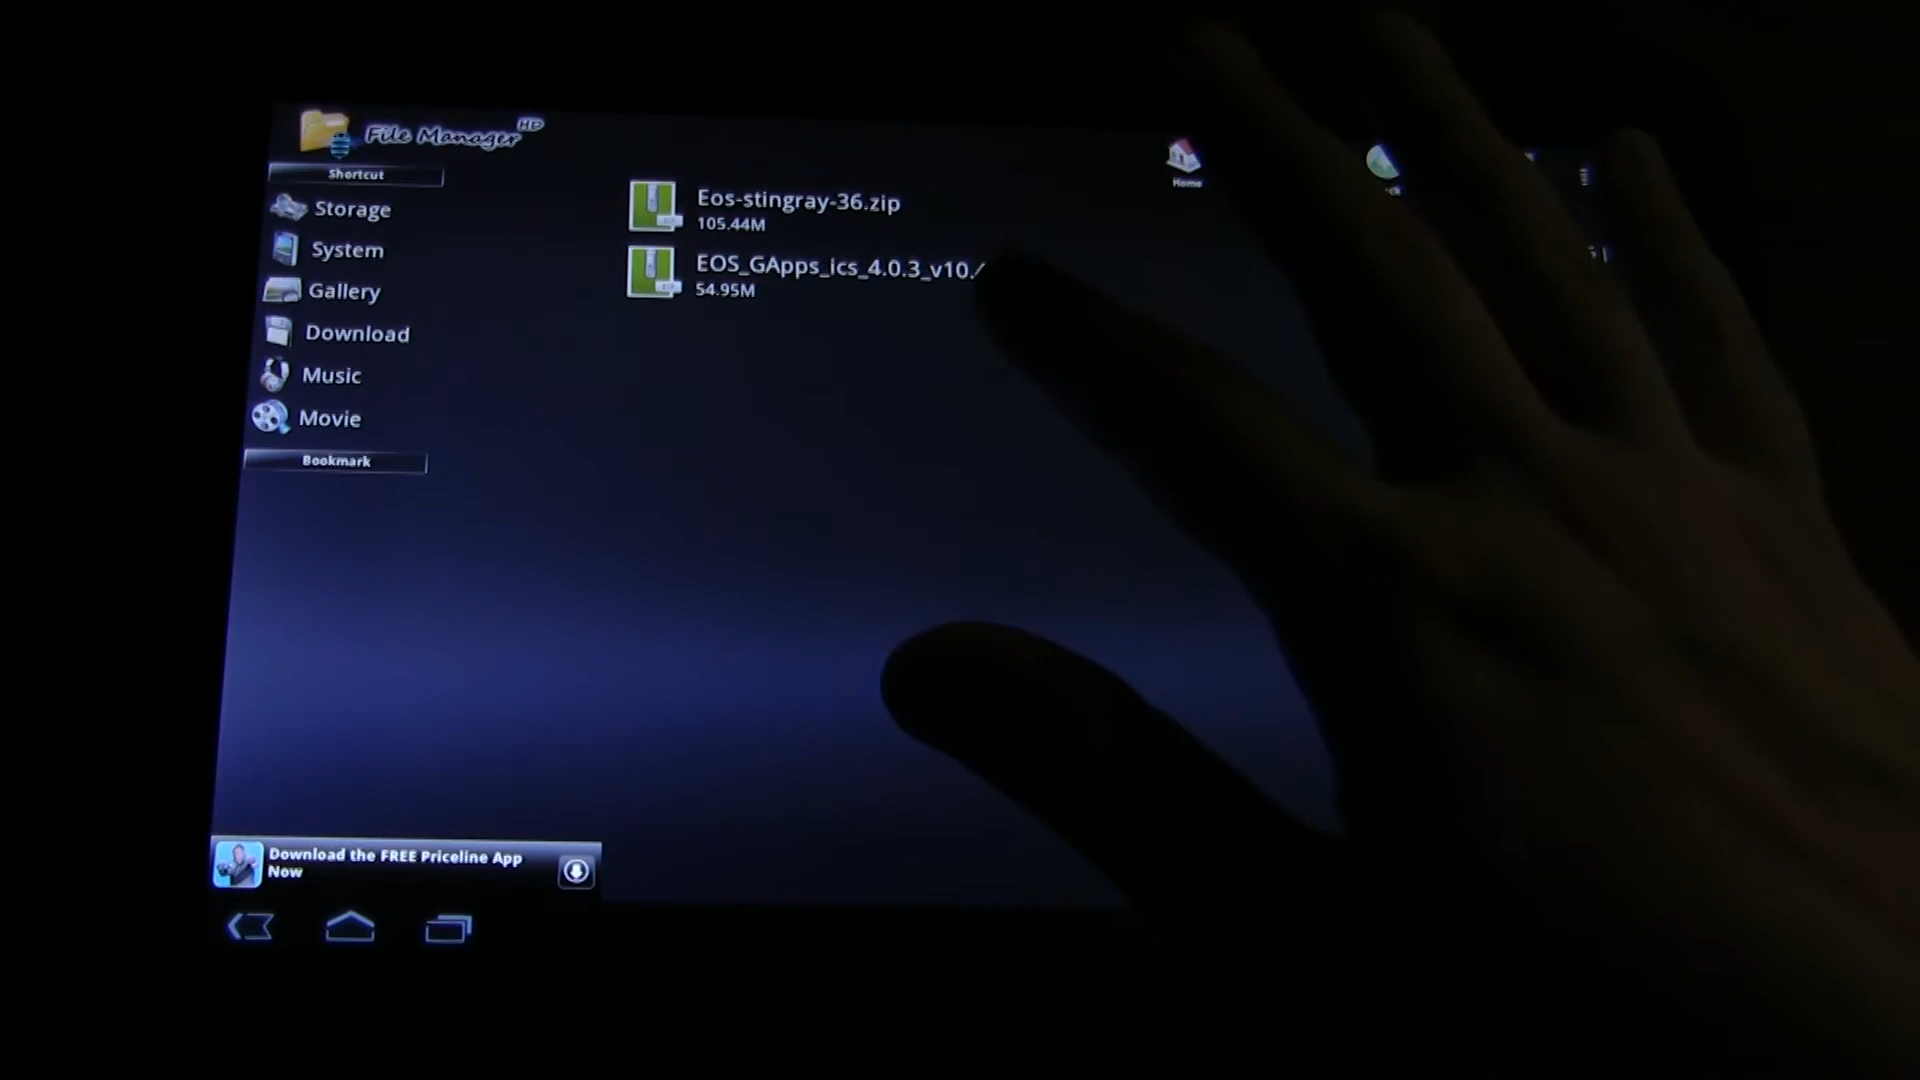 File Manager HD
Shortcut
Storage
System
Gallery
Download
Music
Movie
Bookmark
Eos-stingray-36.zip
105.44M
EOS_GApps_ics_4.0.3_v10.
54.95M
Home
Download the FREE Priceline App
Now